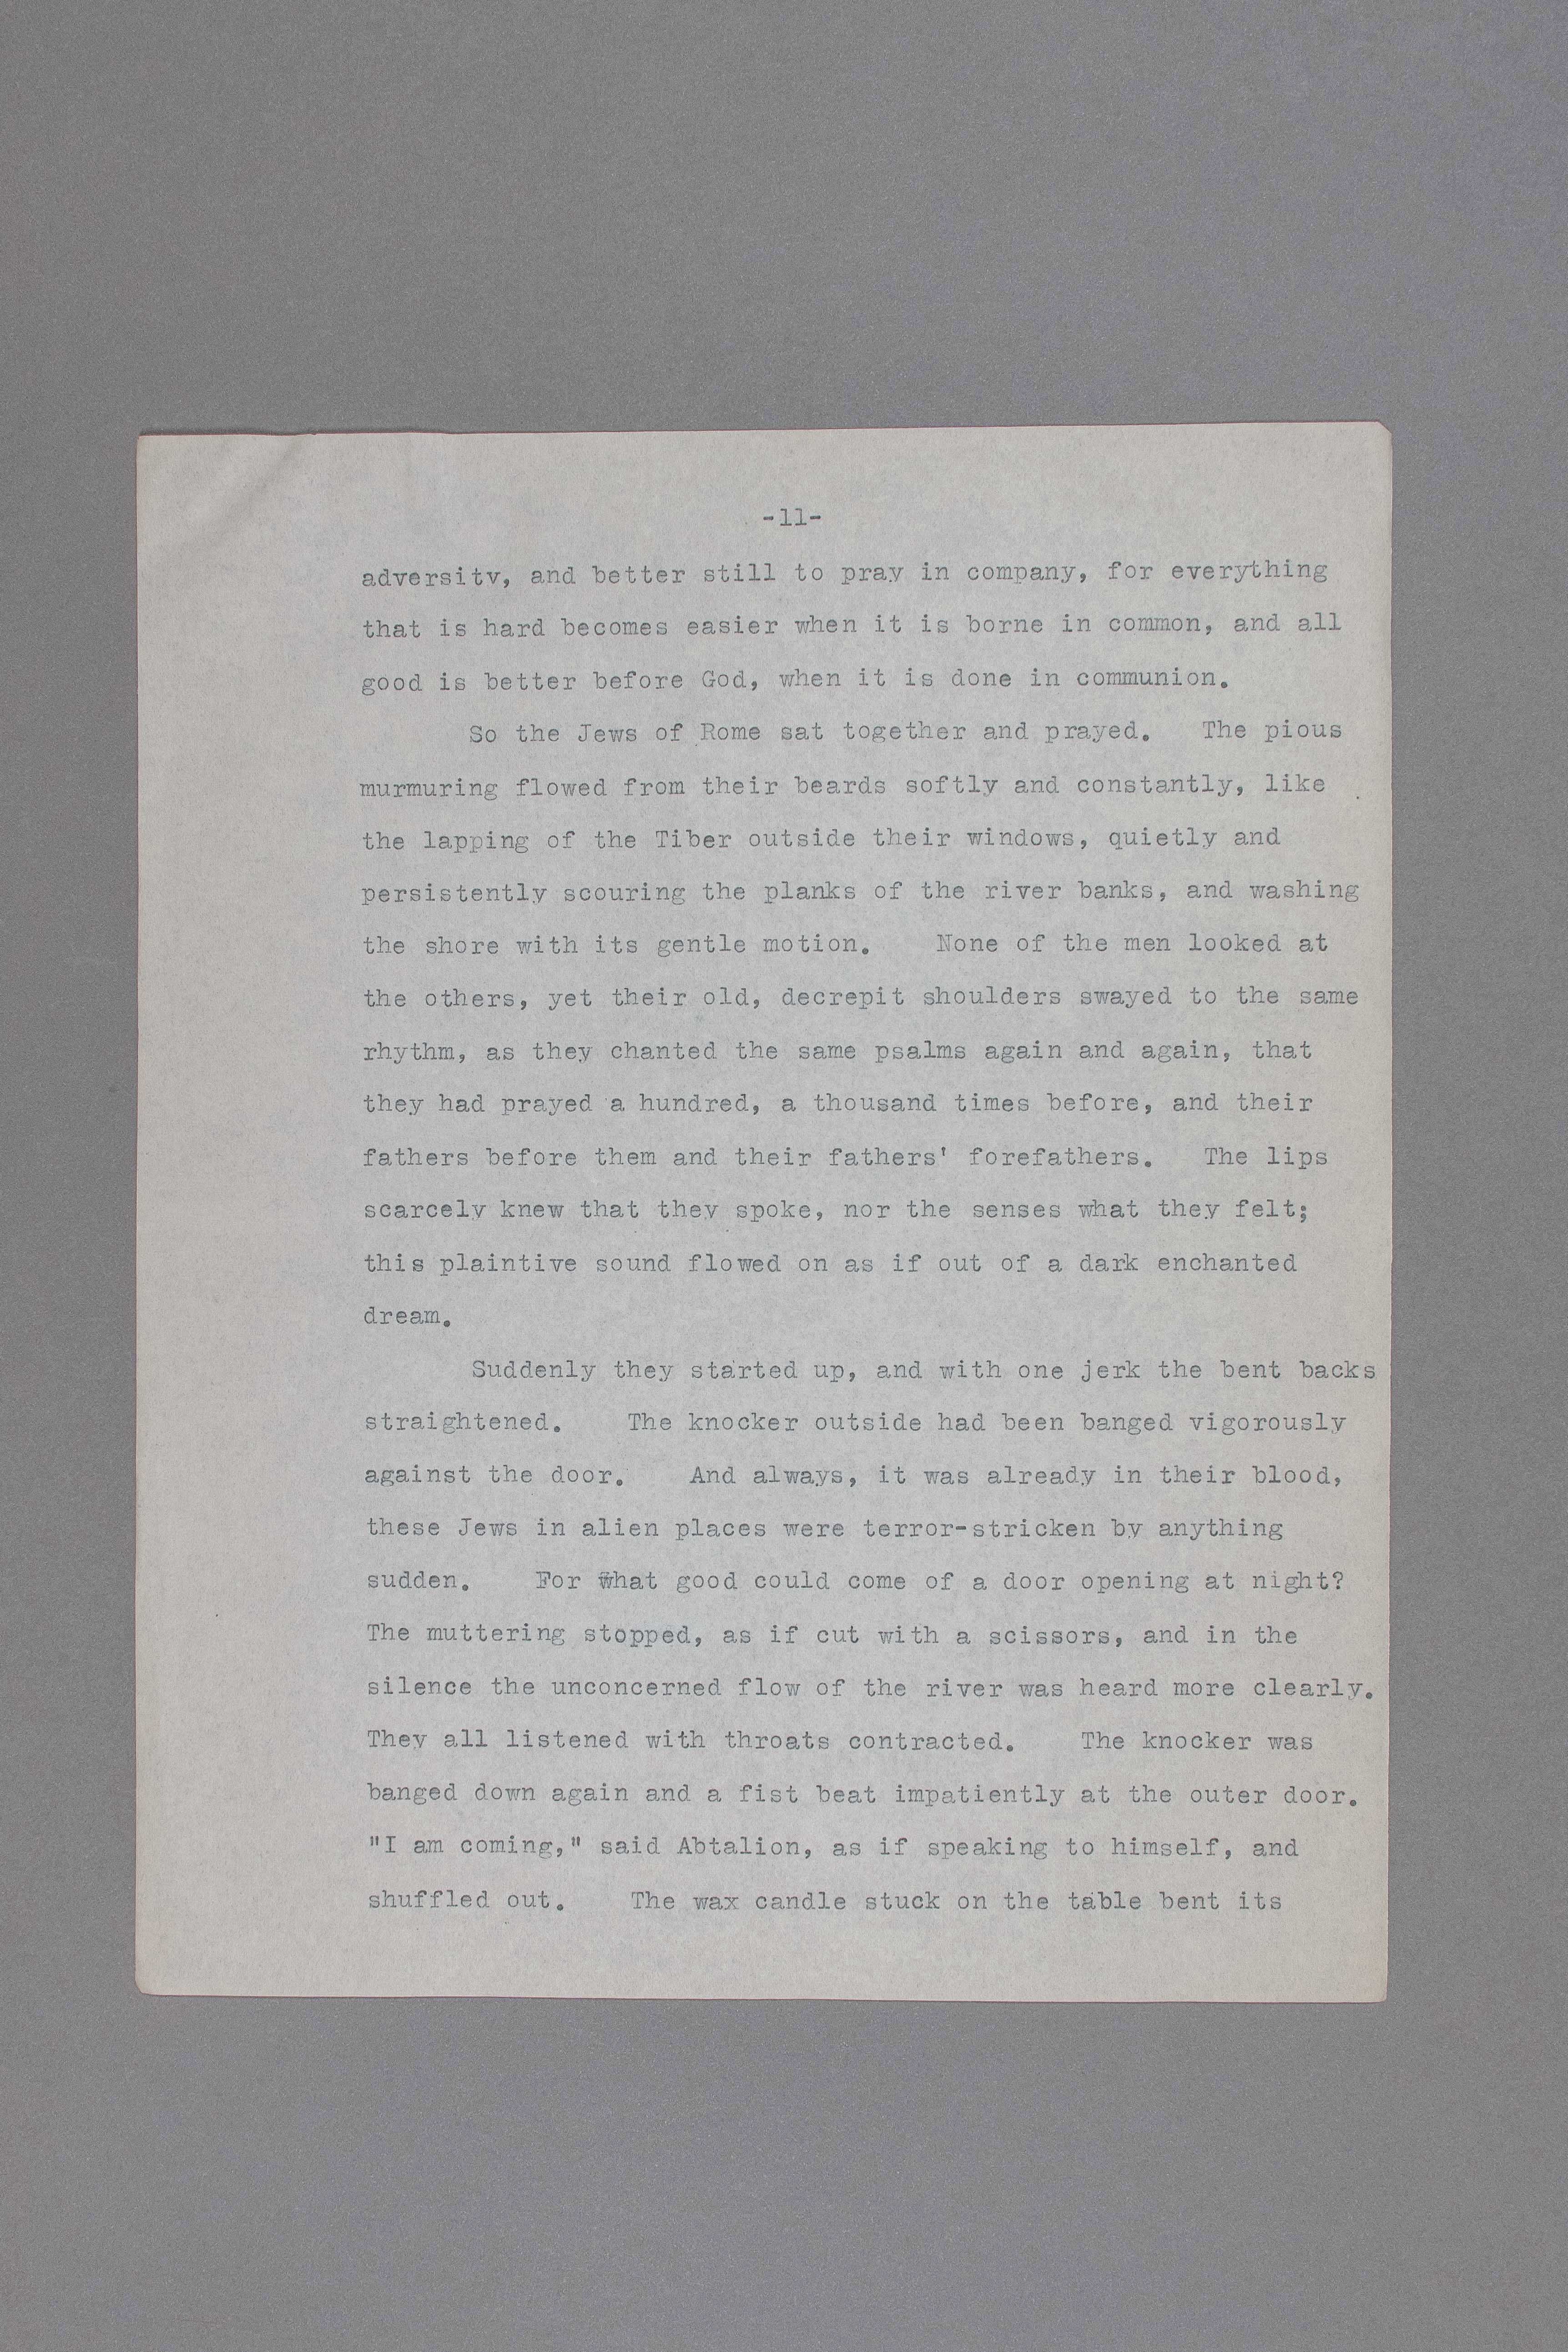 -11-
adversity, and better still to pray in company, for everything
that is hard becomes easier when it is borne in common, and all
good is better before God, when it is done in communion.
So the Jews of Rome sat together and prayed. The pious
murmuring flowed from their beards softly and constantly, like
the lapping of the Tiber outside their windows, quietly and
persistently scouring the planks of the river banks, and washing
the shore with its gentle motion. None of the men looked at
the others, yet their old, decrepit shoulders swayed to the same
rhythm, as they chanted the same psalms again and again, that
they had prayed a hundred, a thousand times before, and their
fathers before them and their fathers' forefathers. The lips
scarcely knew that they spoke, nor the senses what they felt;
this plaintive sound flowed on as if out of a dark enchanted
dream.
Suddenly they started up, and with one jerk the bent backs
straightened. The knocker outside had been banged vigorously
against the door. And always, it was already in their blood,
these Jews in alien places were terror-stricken by anything
sudden. For what good could come of a door opening at night?
The muttering stopped, as if cut with a scissors, and in the
silence the unconcerned flow of the river was heard more clearly.
They all listened with throats contracted. The knocker was
banged down again and a fist beat impatiently at the outer door.
"I am coming," said Abtalion, as if speaking to himself, and
shuffled out. The wax candle stuck on the table bent its